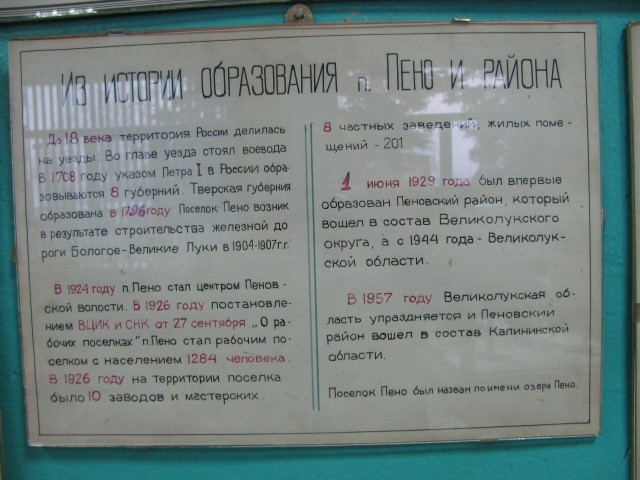 Из истории образования п. Пено и района
До 18 века территория России делилась
на уезды. Во главе уезда стоял воевода
В 1708 году указом Петра I в России обра-
зовываются 8 губерний. Тверская губерния
образована в 1796 году. Поселок Пено возник
в результате строительства железной до
роги Бологое-Великие Луки в 1904-1907г.г.
В 1924 году п.Пено стал центром Пенов-
ской волости. В 1926 году постановле-
нием ВЦИК и СНК от 27 сентября „О ра-
бочих поселках" п.Пено стал рабочим по-
селком с населением 1284 человека.
В 1926 году на территории поселка
было 10 заводов и мастерских.
8 частных заведений, жилых поме-
щений - 201
1 июня 1929 года был впервые
образован Пеновский район, который
вошел в состав Великолукского
округа, а с 1944 года - Великолук-
ской области.
В 1957 году Великолукская об-
ласть упраздняется и Пеновский
район вошел в состав Калининской
области.
Поселок Пено был назван по имени озера Пено.